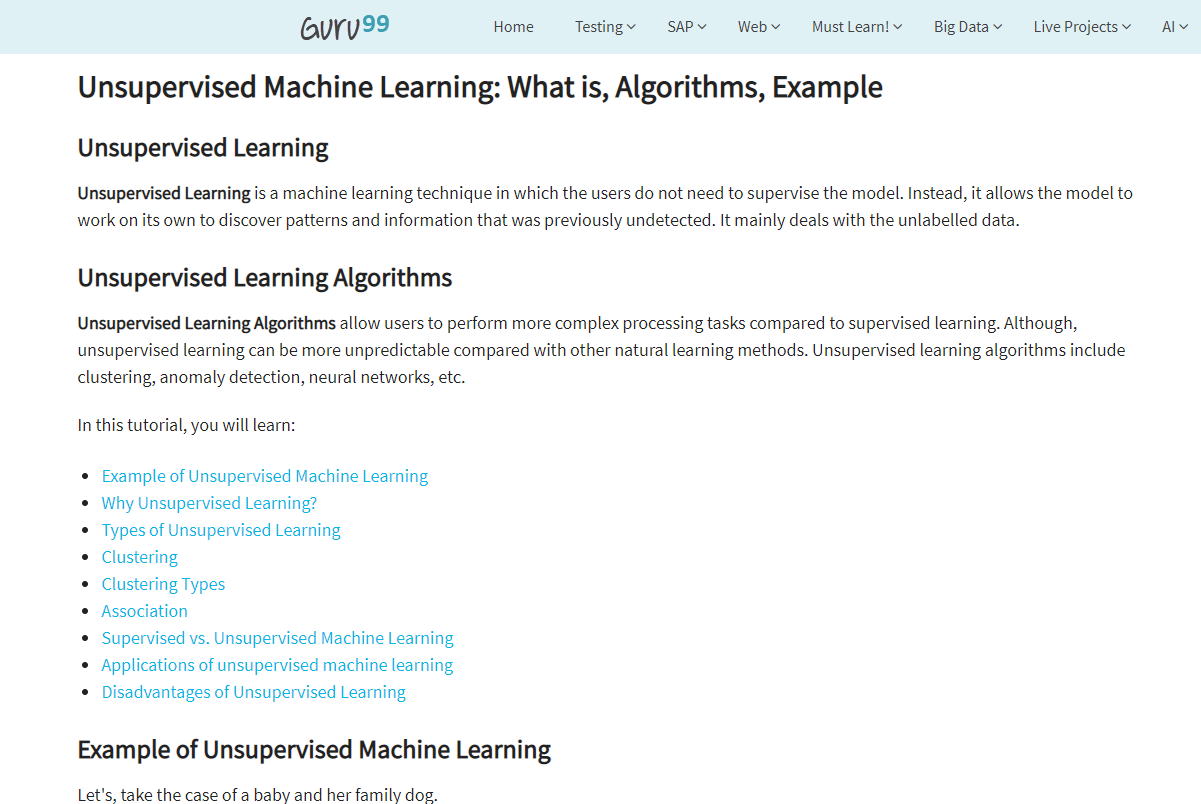 Guru99
Home Testing SAP Web Must Learn! Big Data Live Projects AI
Unsupervised Machine Learning: What is, Algorithms, Example
Unsupervised Learning
Unsupervised Learning is a machine learning technique in which the users do not need to supervise the model. Instead, it allows the model to
work on its own to discover patterns and information that was previously undetected. It mainly deals with the unlabelled data.
Unsupervised Learning Algorithms
Unsupervised Learning Algorithms allow users to perform more complex processing tasks compared to supervised learning. Although,
unsupervised learning can be more unpredictable compared with other natural learning methods. Unsupervised learning algorithms include
clustering, anomaly detection, neural networks, etc.
In this tutorial, you will learn:
Example of Unsupervised Machine Learning
Why Unsupervised Learning?
Types of Unsupervised Learning
Clustering
Clustering Types
Association
Supervised vs. Unsupervised Machine Learning
Applications of unsupervised machine learning
Disadvantages of Unsupervised Learning
Example of Unsupervised Machine Learning
Let's, take the case of a baby and her family dog.